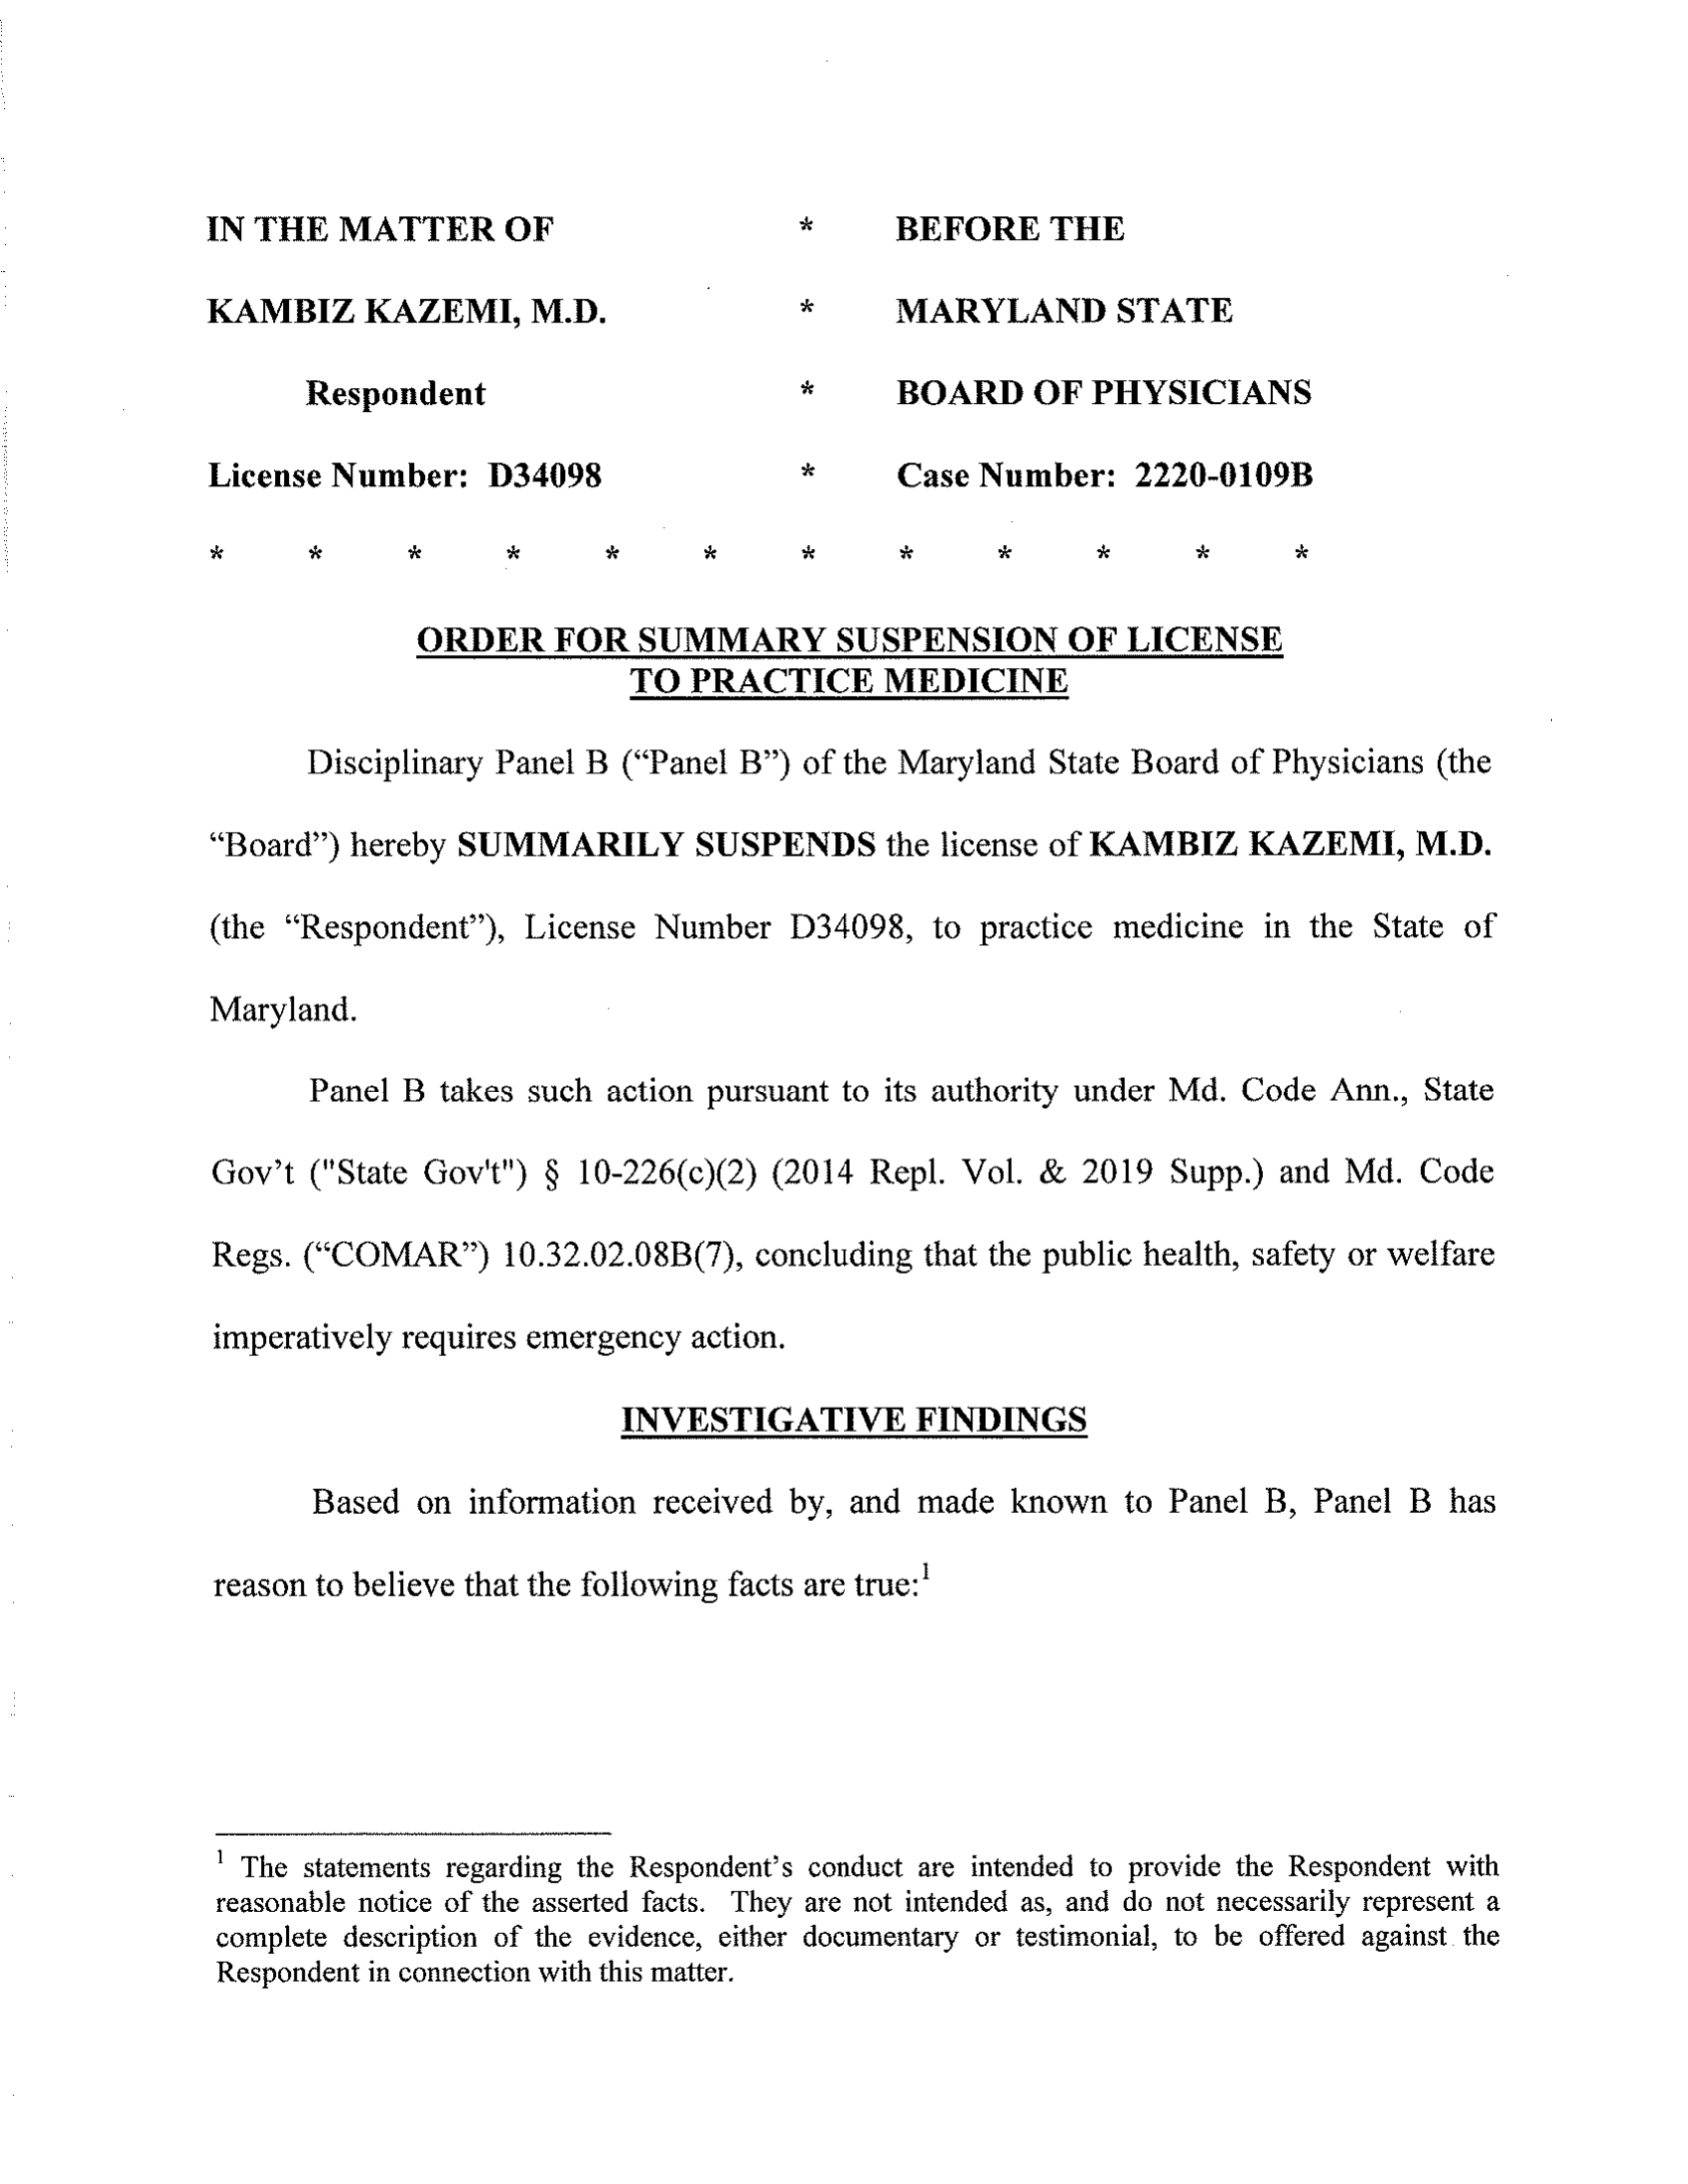 IN THE MATTER OF * BEFORE THE
KAMBIZ KAZEMI, M.D. * MARYLAND STATE
Respondent * BOARD OF PHYSICIANS
License Number: D34098 * Case Number: 2220-0109B
* * * * * * * * * * * *
ORDER FOR SUMMARY SUSPENSION OF LICENSE
TO PRACTICE MEDICINE
Disciplinary Panel B (“Panel B”) of the Maryland State Board of Physicians (the
“Board”) hereby SUMMARILY SUSPENDS the license of KAMBIZ KAZEMI, M.D.
(the “Respondent”), License Number D34098, to practice medicine in the State of
Maryland.
Panel B takes such action pursuant to its authority under Md. Code Ann., State
Gov’t ("State Gov't") § 10-226(c)(2) (2014 Repl. Vol. & 2019 Supp.) and Md. Code
Regs. (“COMAR”) 10.32.02.08B(7), concluding that the public health, safety or welfare
imperatively requires emergency action.
INVESTIGATIVE FINDINGS
Based on information received by, and made known to Panel B, Panel B has
reason to believe that the following facts are true:1
1 The statements regarding the Respondent’s conduct are intended to provide the Respondent with
reasonable notice of the asserted facts. They are not intended as, and do not necessarily represent a
complete description of the evidence, either documentary or testimonial, to be offered against the
Respondent in connection with this matter.